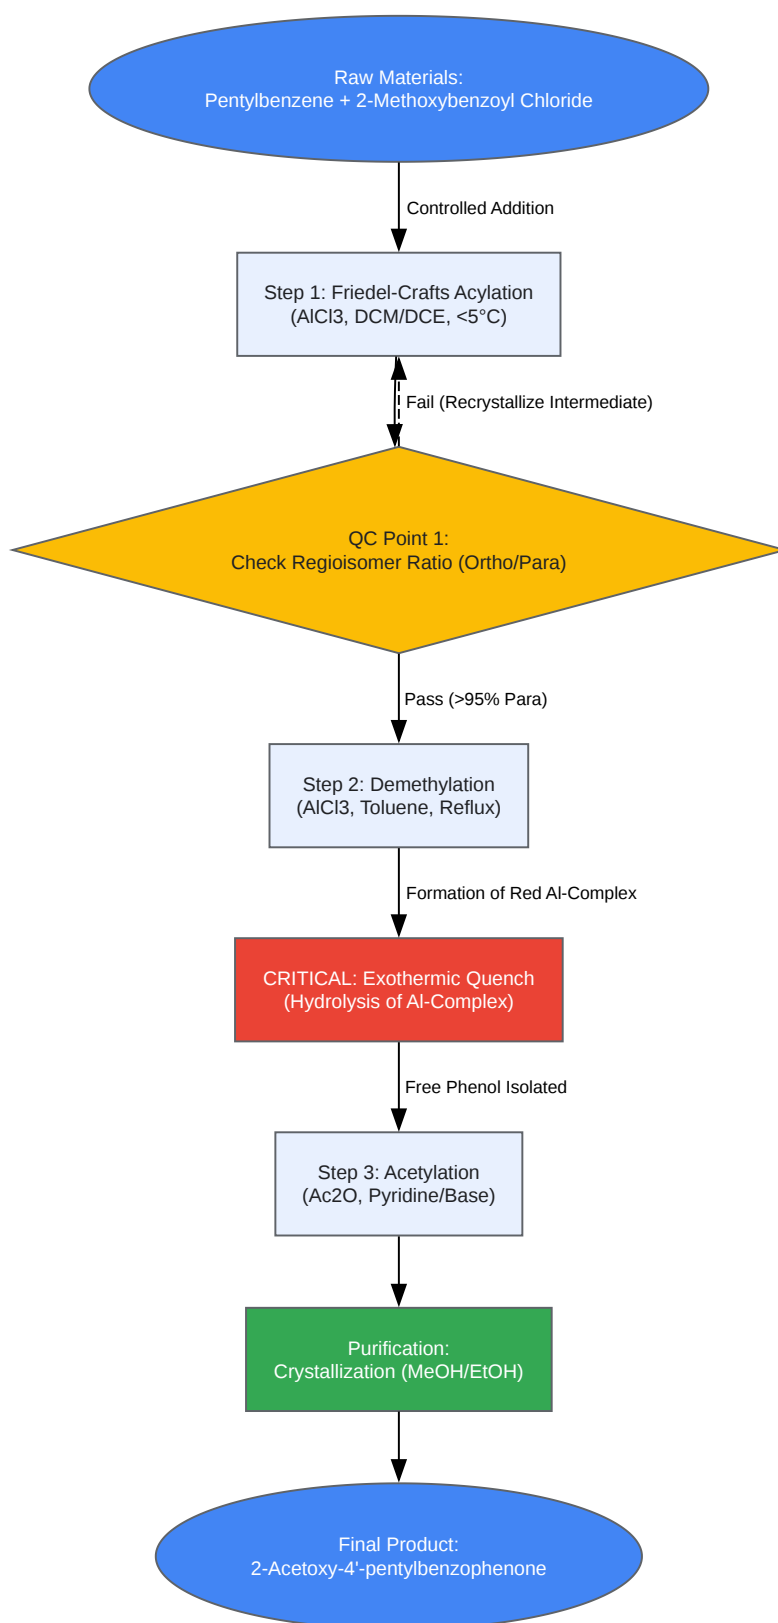 Raw Materials:
Pentylbenzene + 2-Methoxybenzoyl Chloride
Controlled Addition
Step 1: Friedel-Crafts Acylation
(AlCl3, DCM/DCE, <5°C)
Fail (Recrystallize Intermediate)
QC Point 1:
Check Regioisomer Ratio (Ortho/Para)
Pass (>95% Para)
Step 2: Demethylation
(AlCl3, Toluene, Reflux)
Formation of Red Al-Complex
CRITICAL: Exothermic Quench
(Hydrolysis of Al-Complex)
Free Phenol Isolated
Step 3: Acetylation
(Ac2O, Pyridine/Base)
Purification:
Crystallization (MeOH/EtOH)
Final Product:
2-Acetoxy-4'-pentylbenzophenone